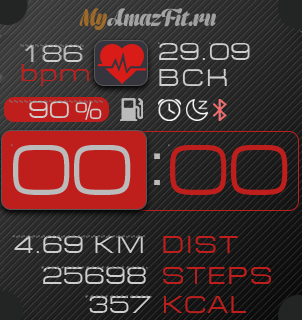 MyAmazFit.ru
186 29.09
bpm ВСК
90%
00:00
4.69 KM DIST
25698 STEPS
357 KCAL